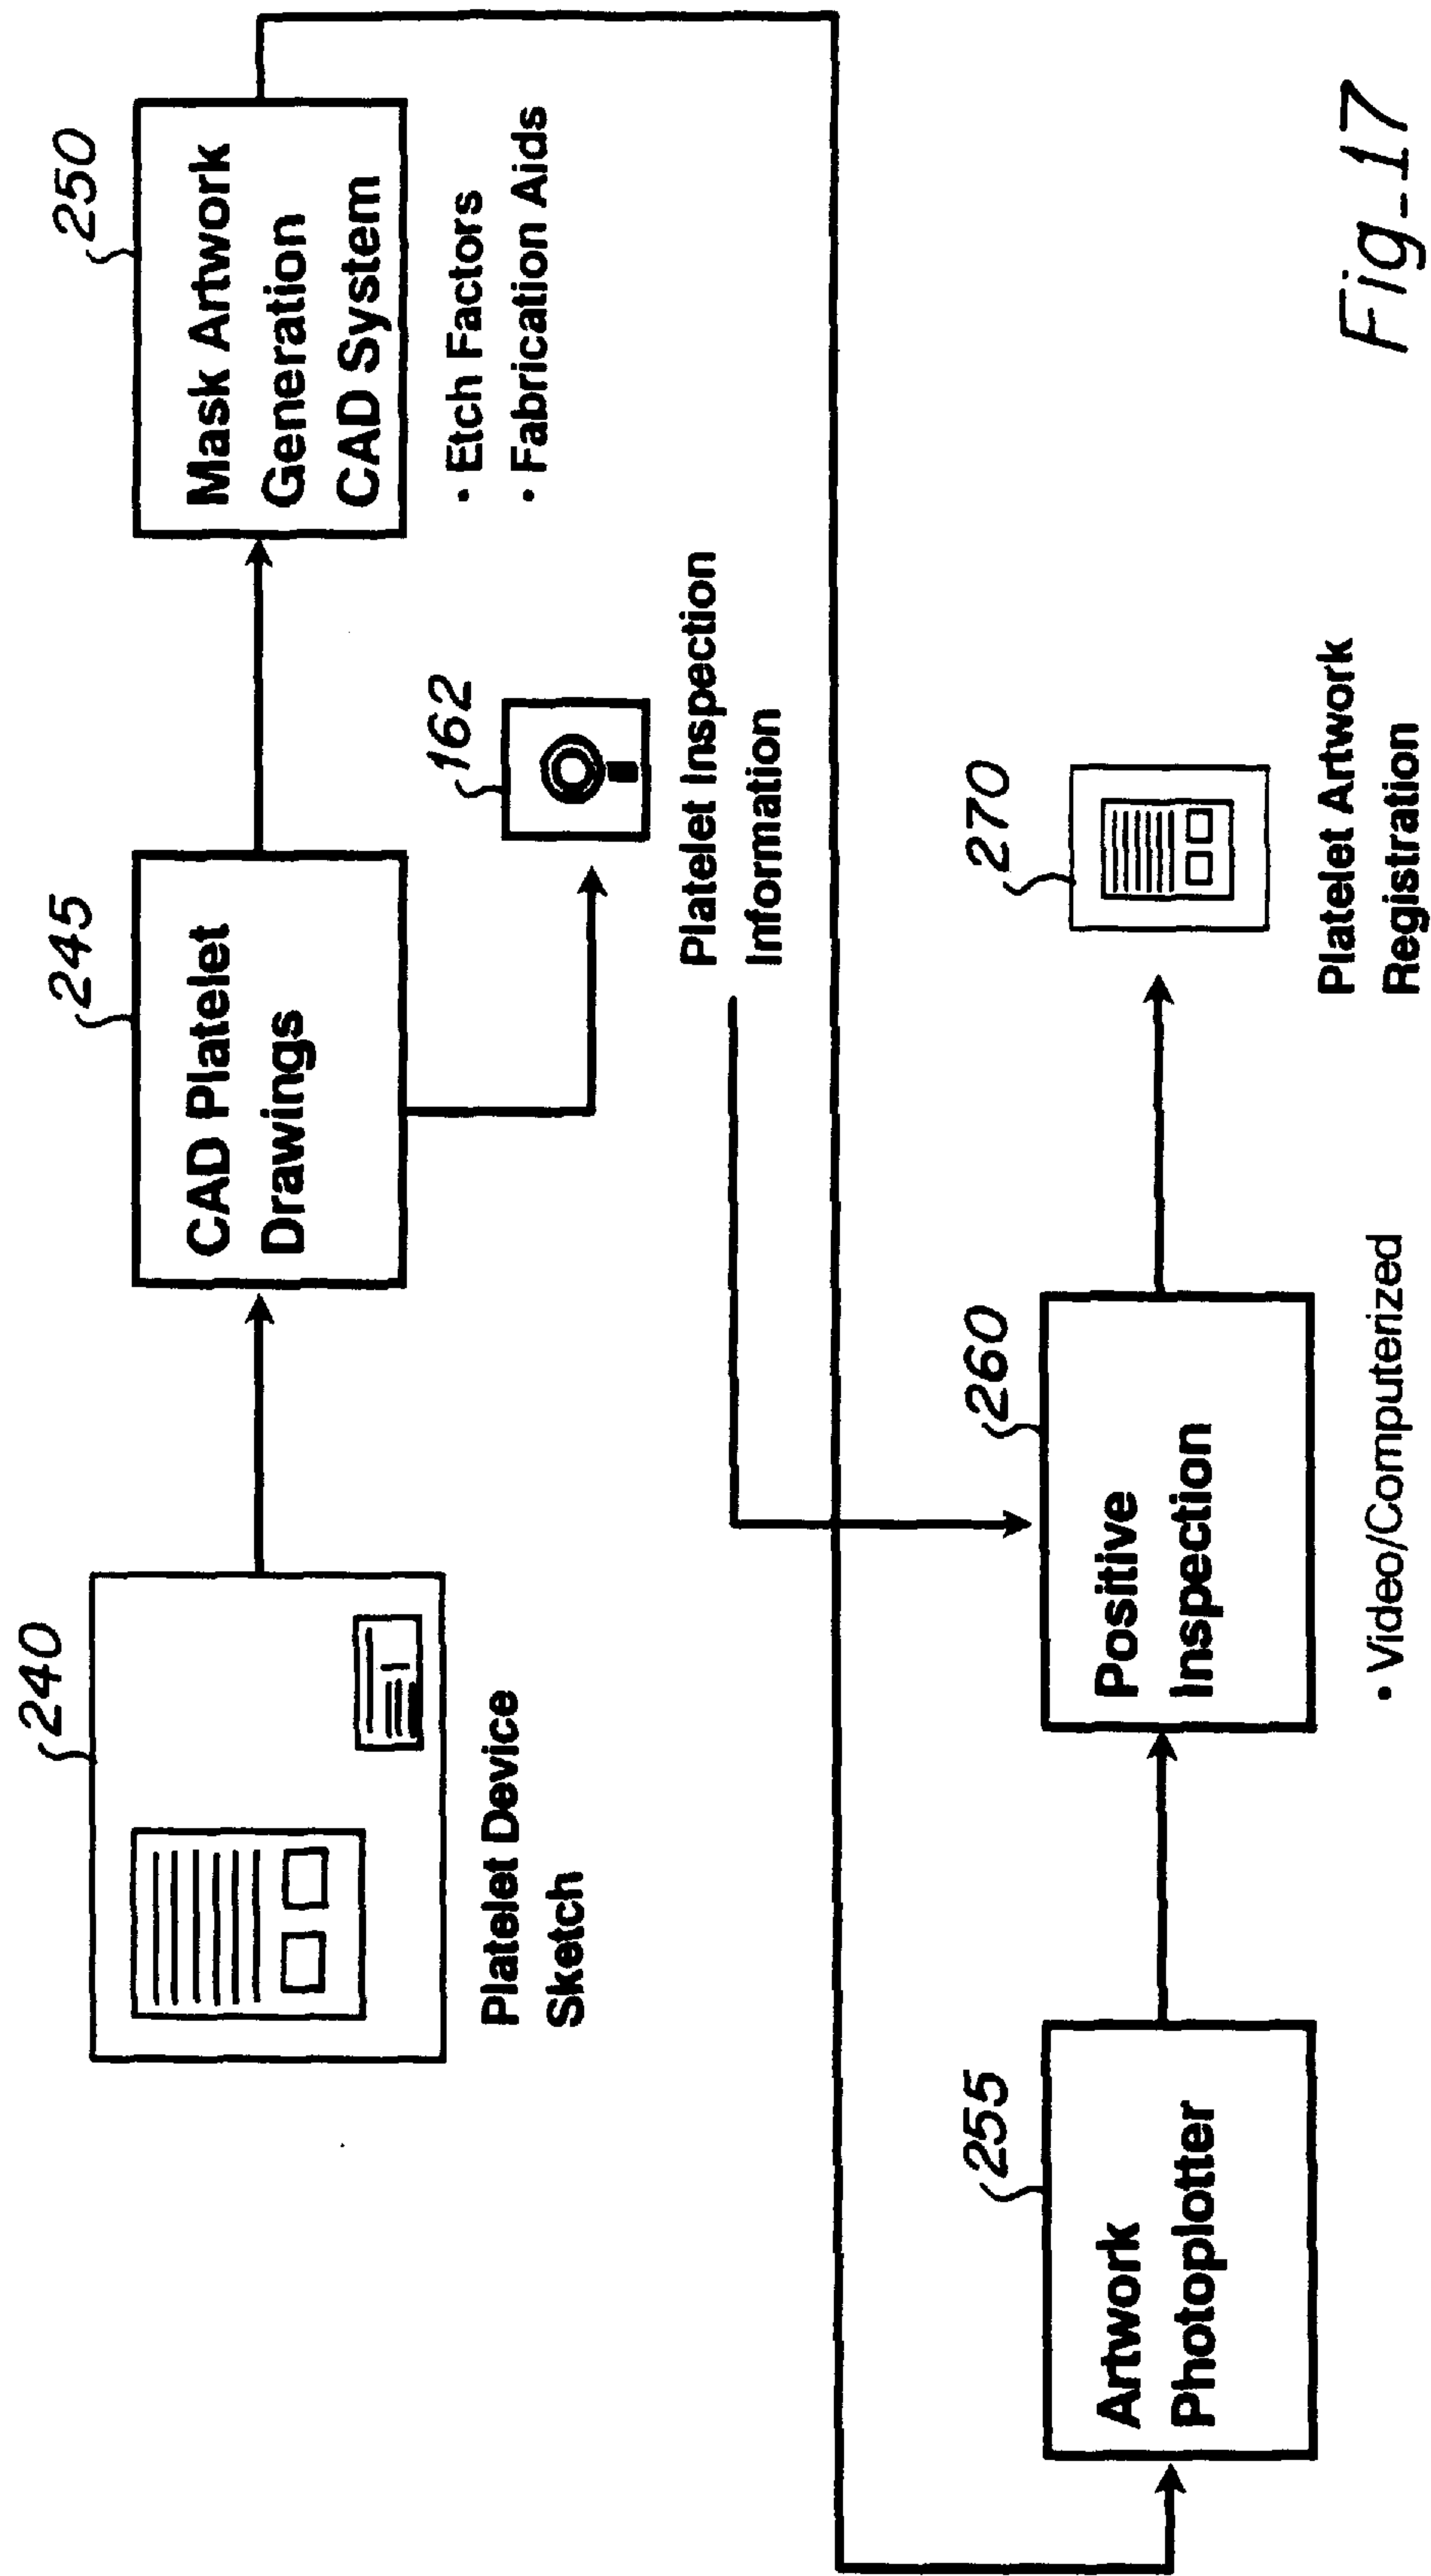 240
Platelet Device
Sketch
245
CAD Platelet
Drawings
162
Platelet Inspection
Information
250
Mask Artwork
Generation
CAD System
• Etch Factors
• Fabrication Aids
255
Artwork
Photoplotter
260
Positive
Inspection
• Video/Computerized
270
Platelet Artwork
Registration
Fig_17